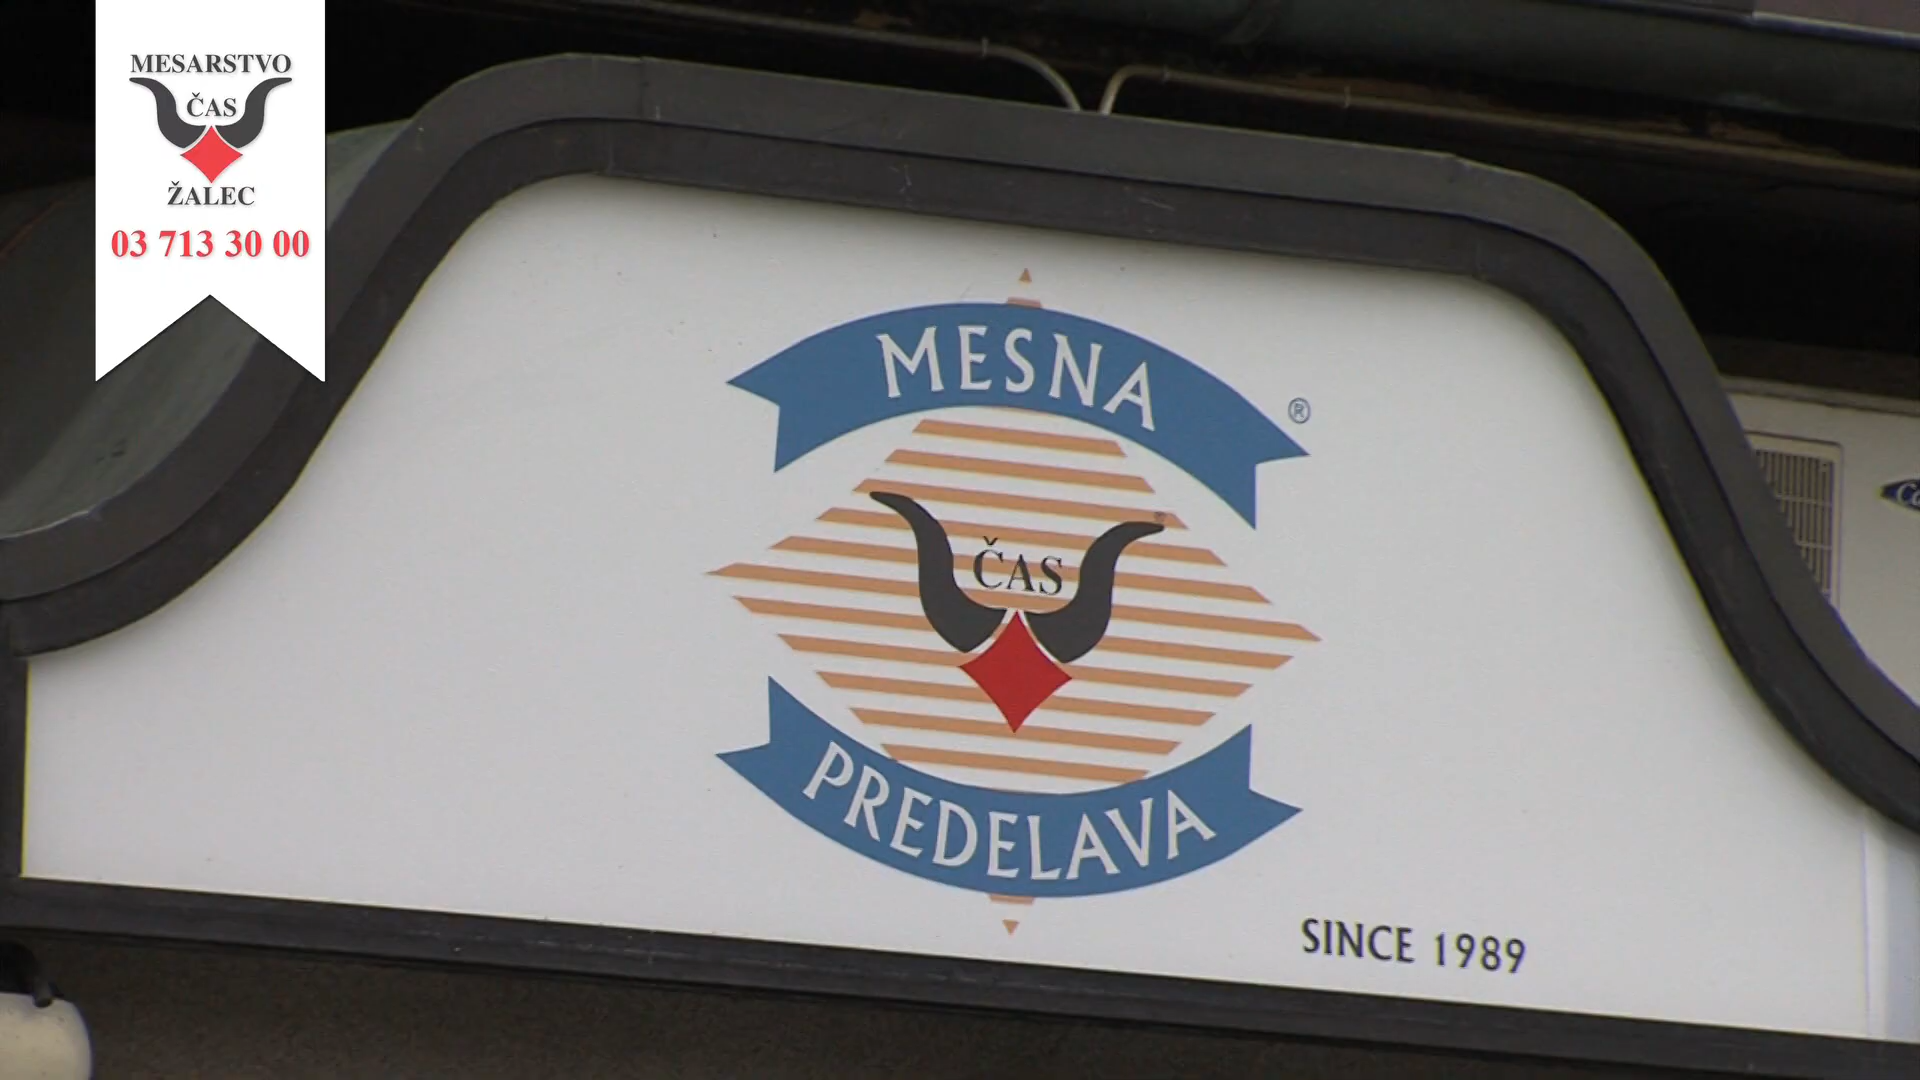 MESARSTVO
ČAS
ŽALEC
03 713 30 00
MESNA
®
ČAS
PREDELAVA
SINCE 1989